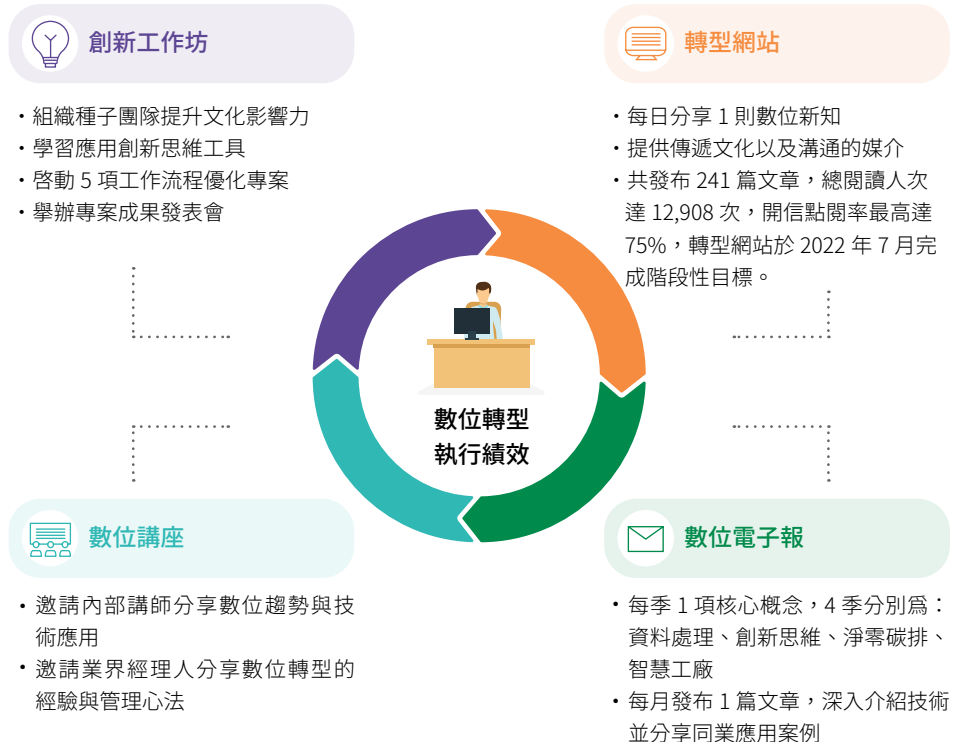 創新工作坊
・組織種子團隊提升文化影響力
・學習應用創新思維工具
・啓動 5 項工作流程優化專案
・舉辦專案成果發表會
轉型網站
・每日分享 1 則數位新知
・提供傳遞文化以及溝通的媒介
・共發布 241 篇文章，總閱讀人次
達 12,908 次，開信點閱率最高達
75%，轉型網站於 2022 年 7 月完
成階段性目標。
數位轉型
執行績效
數位講座
・邀請內部講師分享數位趨勢與技
術應用
・邀請業界經理人分享數位轉型的
經驗與管理心法
數位電子報
・每季 1 項核心概念，4 季分別爲：
資料處理、創新思維、淨零碳排、
智慧工廠
・每月發布 1 篇文章，深入介紹技術
並分享同業應用案例